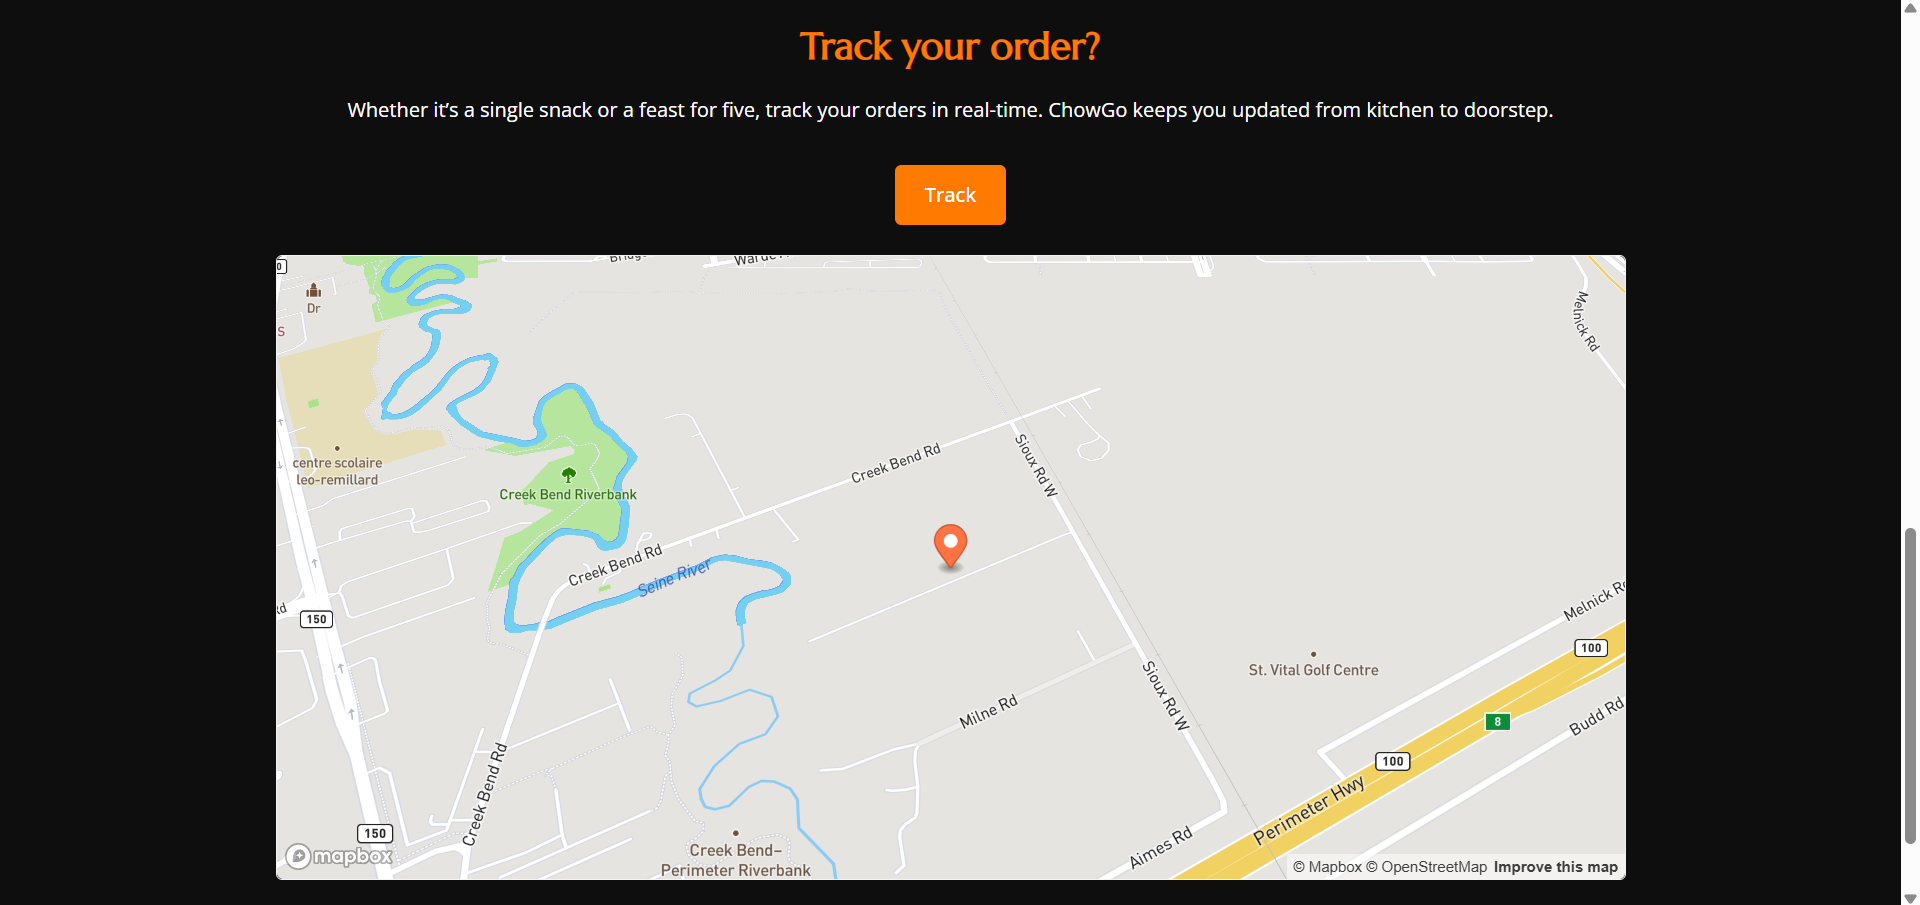 Track your order?
Whether it’s a single snack or a feast for five, track your orders in real-time. ChowGo keeps you updated from kitchen to doorstep.
Track
Dr
S
Melnick Rd
centre scolaire
leo-remillard
Creek Bend Rd
Sioux Rd W
Creek Bend Riverbank
Creek Bend Rd
Seine River
Melnick
150
100
St. Vital Golf Centre
Sioux Rd W
Milne Rd
8
Budd Rd
100
Creek Bend Rd
Perimeter Hwy
150
Aimes Rd
Creek Bend–
Perimeter Riverbank
mapbox
© Mapbox © OpenStreetMap Improve this map